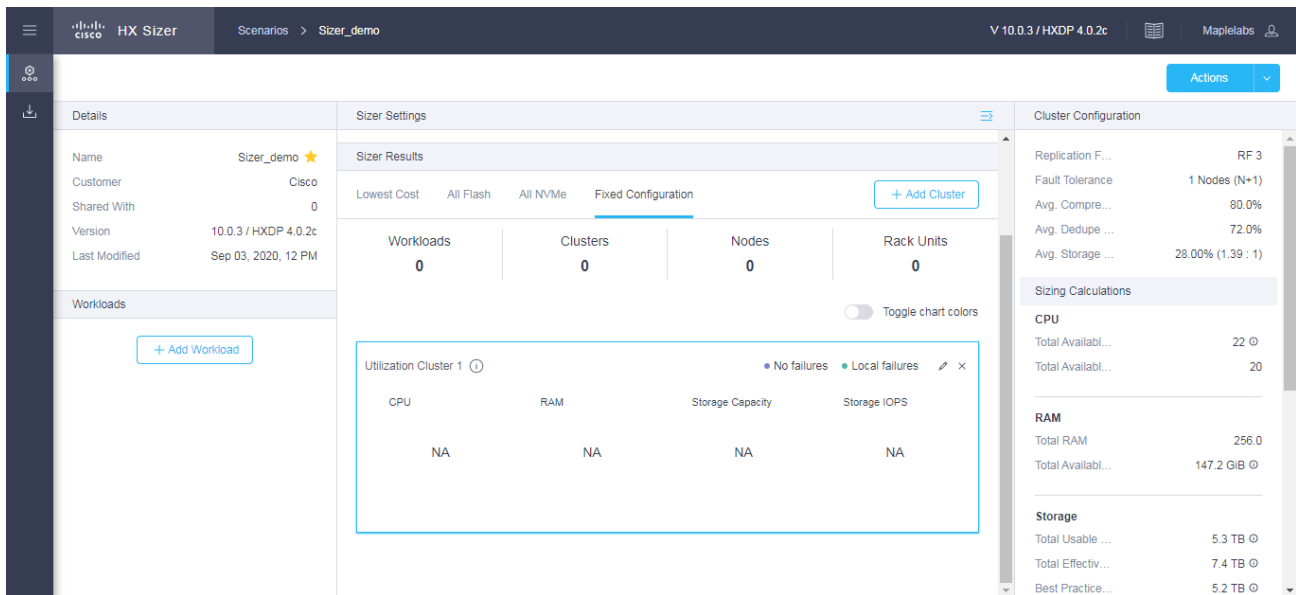 cisco HX Sizer Scenarios > Sizer_demo V 10.0.3 / HXDP 4.0.2c Maplelabs
Actions
Details
Name Sizer_demo
Customer Cisco
Shared With 0
Version 10.0.3 / HXDP 4.0.2c
Last Modified Sep 03, 2020, 12 PM
Workloads
+ Add Workload
Sizer Settings
Sizer Results
Lowest Cost All Flash All NVMe Fixed Configuration + Add Cluster
Workloads Clusters Nodes Rack Units
0 0 0 0
Toggle chart colors
Utilization Cluster 1 No failures Local failures
CPU RAM Storage Capacity Storage IOPS
NA NA NA NA
Cluster Configuration
Replication F... RF 3
Fault Tolerance 1 Nodes (N+1)
Avg. Compre... 80.0%
Avg. Dedupe ... 72.0%
Avg. Storage ... 28.00% (1.39 : 1)
Sizing Calculations
CPU
Total Availabl... 22
Total Availabl... 20
RAM
Total RAM 256.0
Total Availabl... 147.2 GiB
Storage
Total Usable ... 5.3 TB
Total Effectiv... 7.4 TB
Best Practice... 5.2 TB